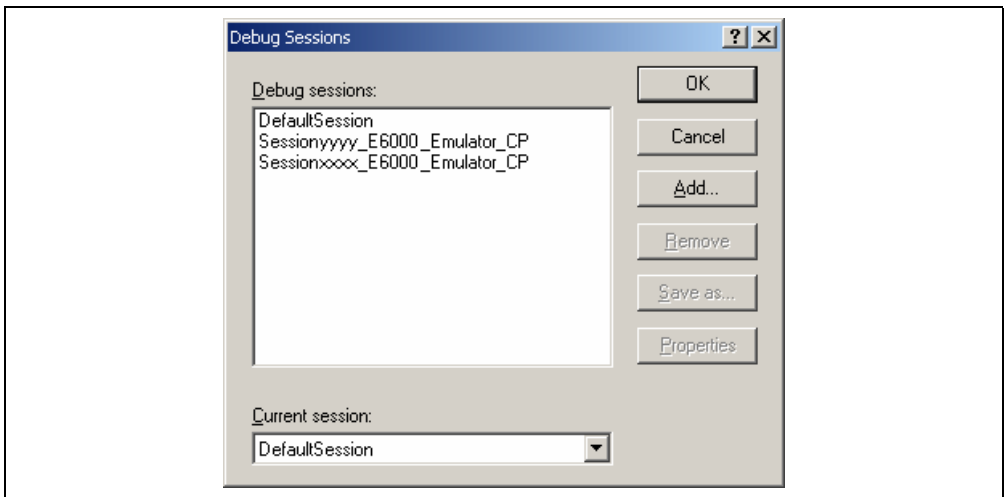 Debug Sessions
Debug sessions:
DefaultSession
Sessionyyyy_E6000_Emulator_CP
Sessionxxxx_E6000_Emulator_CP
OK
Cancel
Add...
Remove
Save as...
Properties
Current session:
DefaultSession